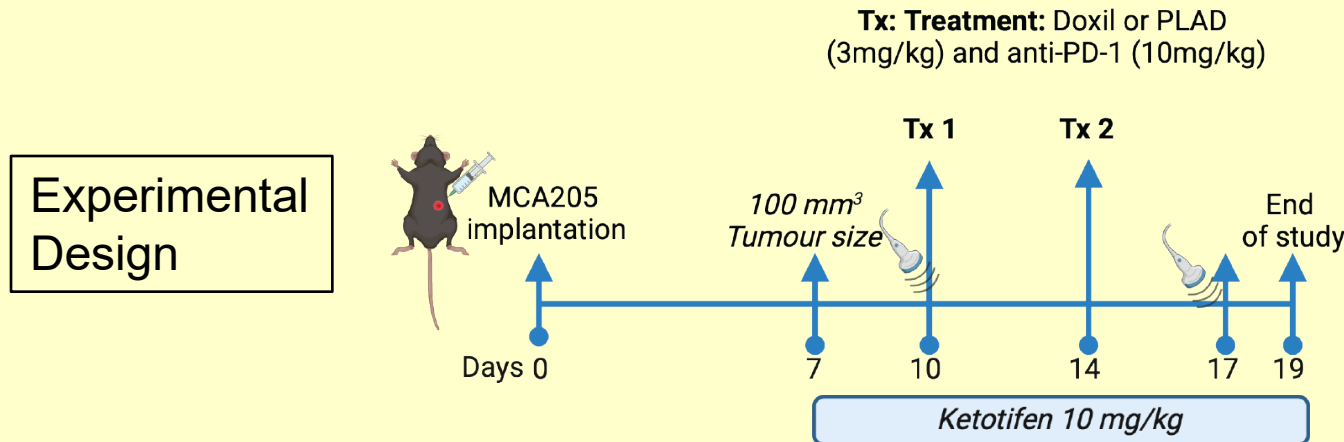 Tx: Treatment: Doxil or PLAD
(3mg/kg) and anti-PD-1 (10mg/kg)
Tx 1
Tx 2
Experimental
Design
MCA205
implantation
100 mm³
Tumour size
End
of study
Days 0
7
10
14
17
19
Ketotifen 10 mg/kg